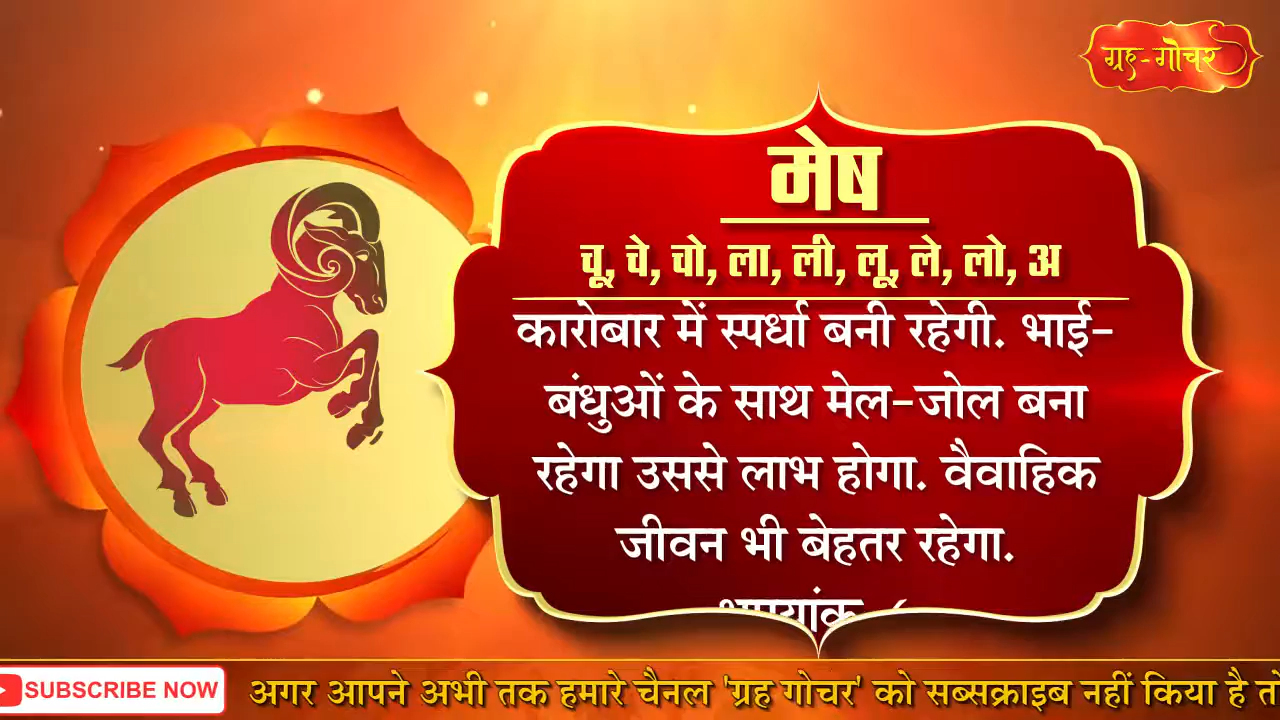 ग्रह-गोचर
मेष
चू, चे, चो, ला, ली, लू, ले, लो, अ
कारोबार में स्पर्धा बनी रहेगी. भाई-
बंधुओं के साथ मेल-जोल बना
रहेगा उससे लाभ होगा. वैवाहिक
जीवन भी बेहतर रहेगा.
SUBSCRIBE NOW
अगर आपने अभी तक हमारे चैनल 'ग्रह गोचर' को सब्सक्राइब नहीं किया है तो